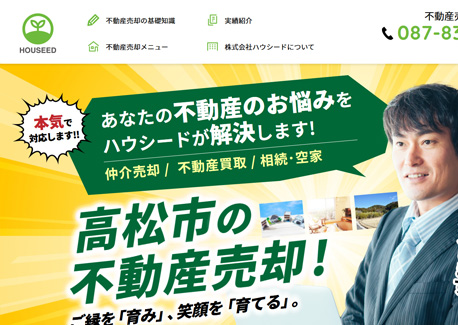 HOUSEED
不動産売却の基礎知識
実績紹介
不動産売却メニュー
株式会社ハウシードについて
不動産売
087-83
本気で
対応します!!
あなたの不動産のお悩みを
ハウシードが解決します!
仲介売却 / 不動産買取 / 相続・空家
高松市の
不動産売却!
ご縁を「育み」、笑顔を「育てる」。